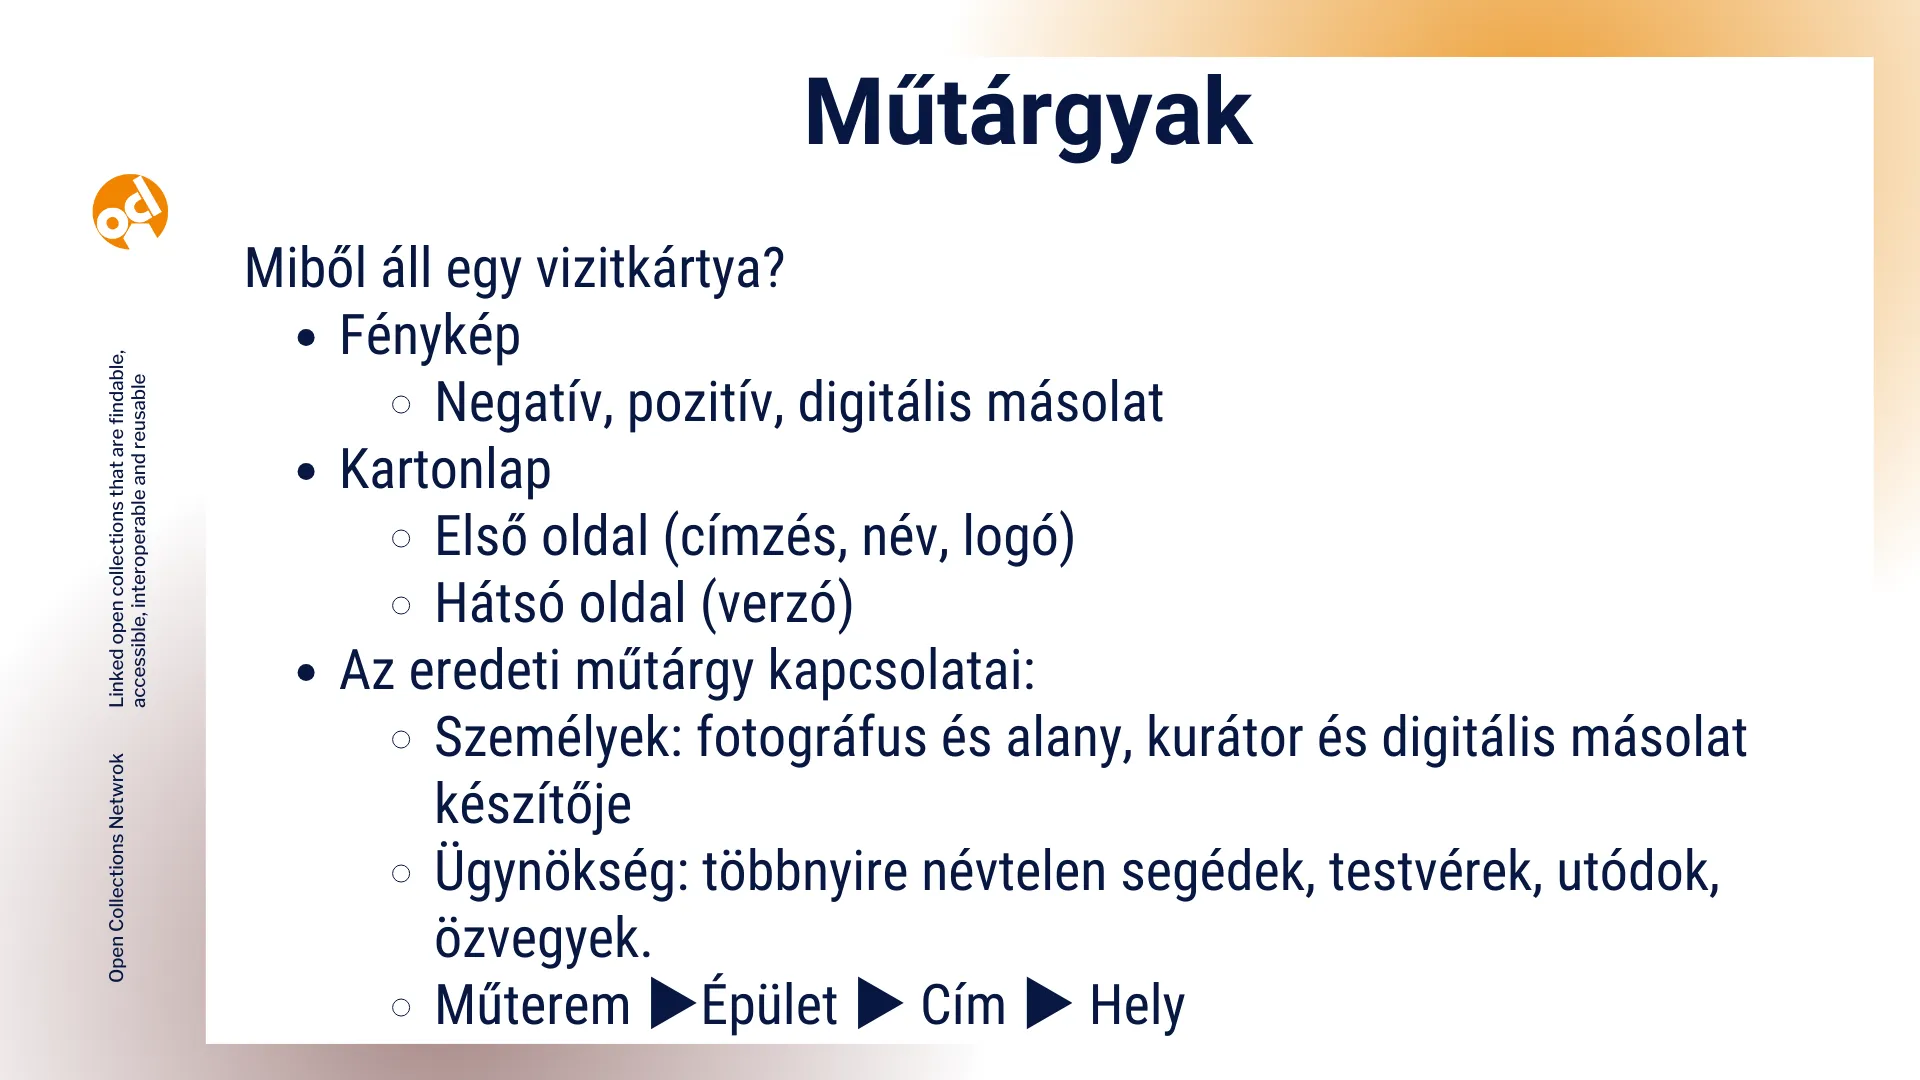 Műtárgyak
od
Linked open collections that are findable,
accessible, interoperable and reusable
Open Collections Netwrok
Miből áll egy vizitkártya?
• Fénykép
○ Negatív, pozitív, digitális másolat
• Kartonlap
○ Első oldal (címzés, név, logó)
○ Hátsó oldal (verzó)
• Az eredeti műtárgy kapcsolatai:
○ Személyek: fotográfus és alany, kurátor és digitális másolat
készítője
○ Ügynökség: többnyire névtelen segédek, testvérek, utódok,
özvegyek.
○ Műterem ▶Épület ▶ Cím ▶ Hely